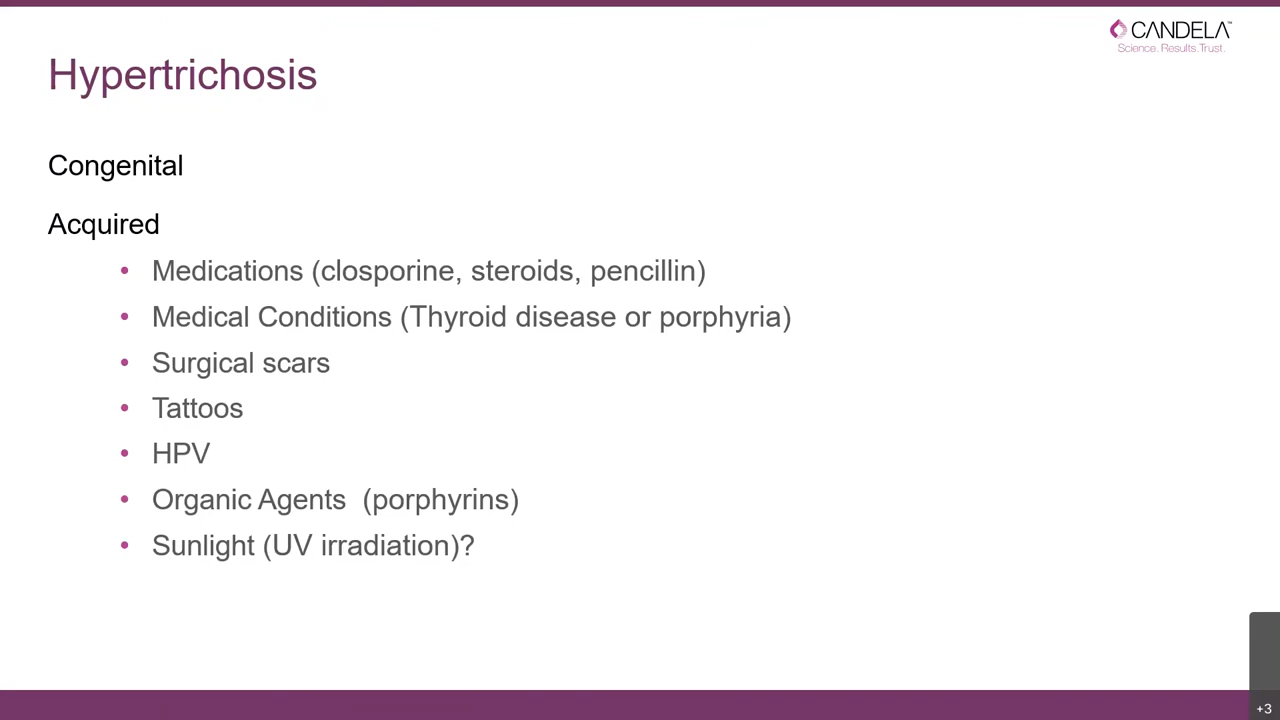 CANDELA™
Science. Results. Trust.
Hypertrichosis
Congenital
Acquired
• Medications (closporine, steroids, pencillin)
• Medical Conditions (Thyroid disease or porphyria)
• Surgical scars
• Tattoos
• HPV
• Organic Agents  (porphyrins)
• Sunlight (UV irradiation)?
+3